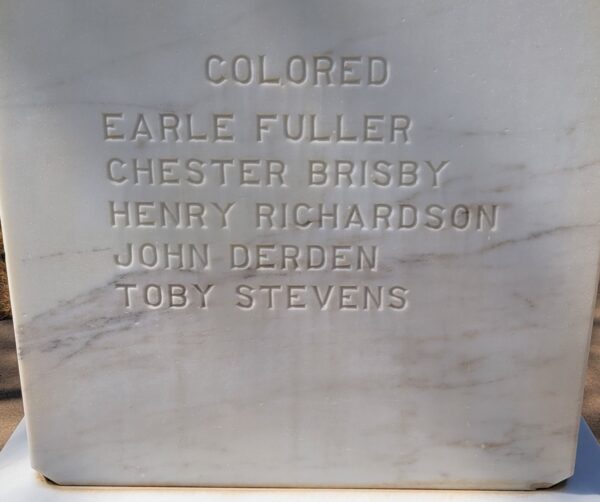 COLORED
EARLE FULLER
CHESTER BRISBY
HENRY RICHARDSON
JOHN DERDEN
TOBY STEVENS